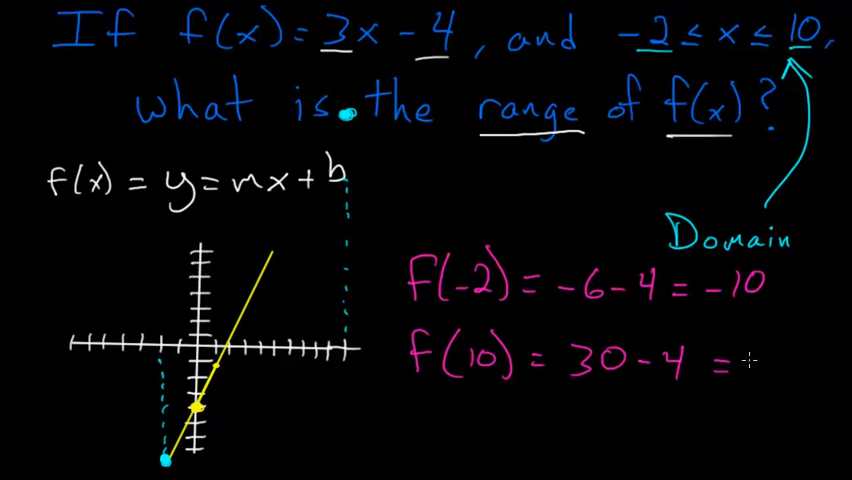 If f(x) = 3x - 4, and -2 ≤ x ≤ 10,
what is the range of f(x)?
f(x) = y = mx + b
Domain
f(-2) = -6 - 4 = -10
f(10) = 30 - 4 =